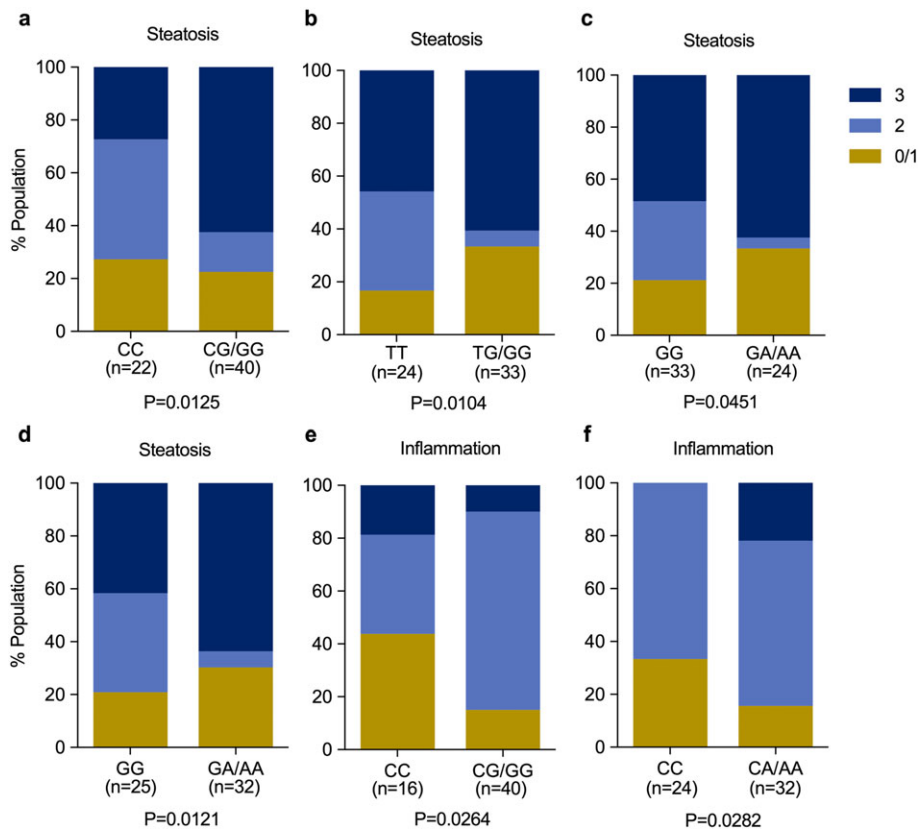 a
Steatosis
% Population
100
80
60
40
20
0
CC
(n=22)
CG/GG
(n=40)
P=0.0125
b
Steatosis
100
80
60
40
20
0
TT
(n=24)
TG/GG
(n=33)
P=0.0104
c
Steatosis
100
80
60
40
20
0
GG
(n=33)
GA/AA
(n=24)
P=0.0451
3
2
0/1
d
Steatosis
% Population
100
80
60
40
20
0
GG
(n=25)
GA/AA
(n=32)
P=0.0121
e
Inflammation
100
80
60
40
20
0
CC
(n=16)
CG/GG
(n=40)
P=0.0264
f
Inflammation
100
80
60
40
20
0
CC
(n=24)
CA/AA
(n=32)
P=0.0282